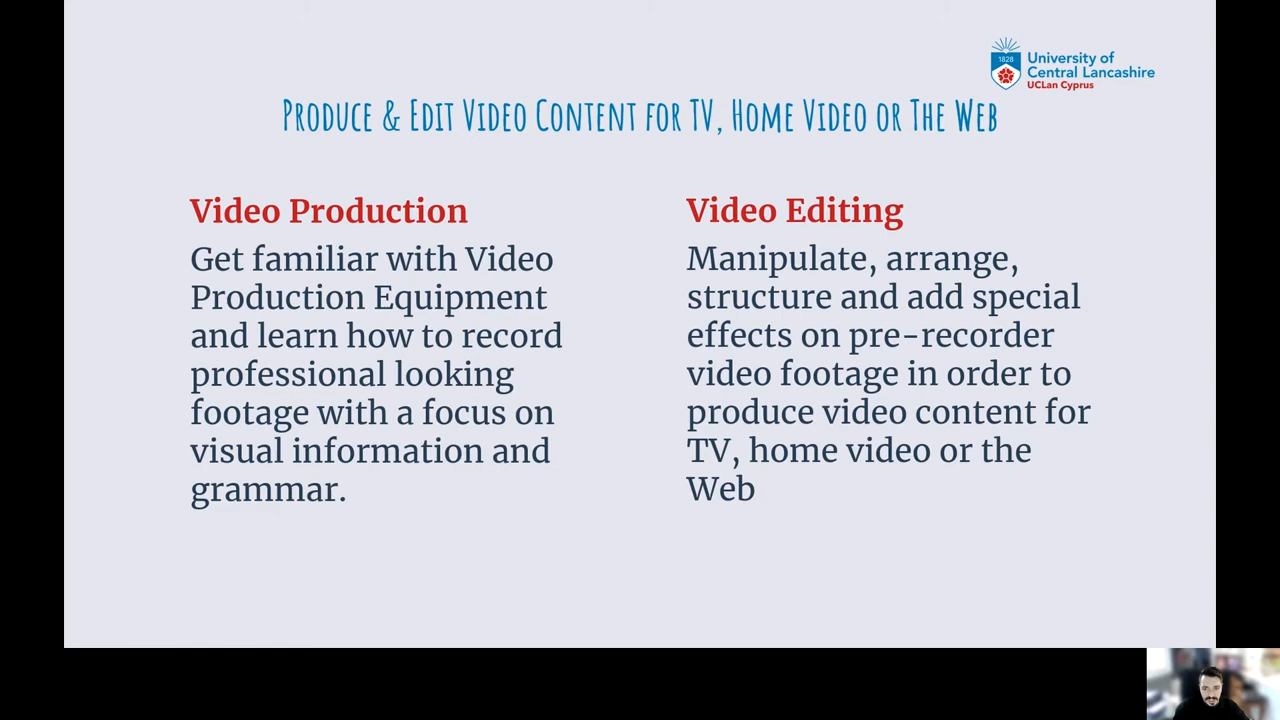 1828
University of
Central Lancashire
UCLan Cyprus
PRODUCE & EDIT VIDEO CONTENT FOR TV, HOME VIDEO OR THE WEB
Video Production
Get familiar with Video
Production Equipment
and learn how to record
professional looking
footage with a focus on
visual information and
grammar.
Video Editing
Manipulate, arrange,
structure and add special
effects on pre-recorder
video footage in order to
produce video content for
TV, home video or the
Web